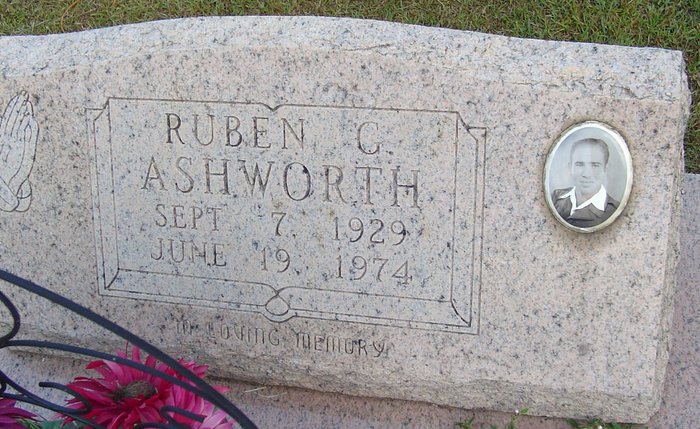 RUBEN G.
ASHWORTH
SEPT. 7, 1929
JUNE 19, 1974
IN LOVING MEMORY